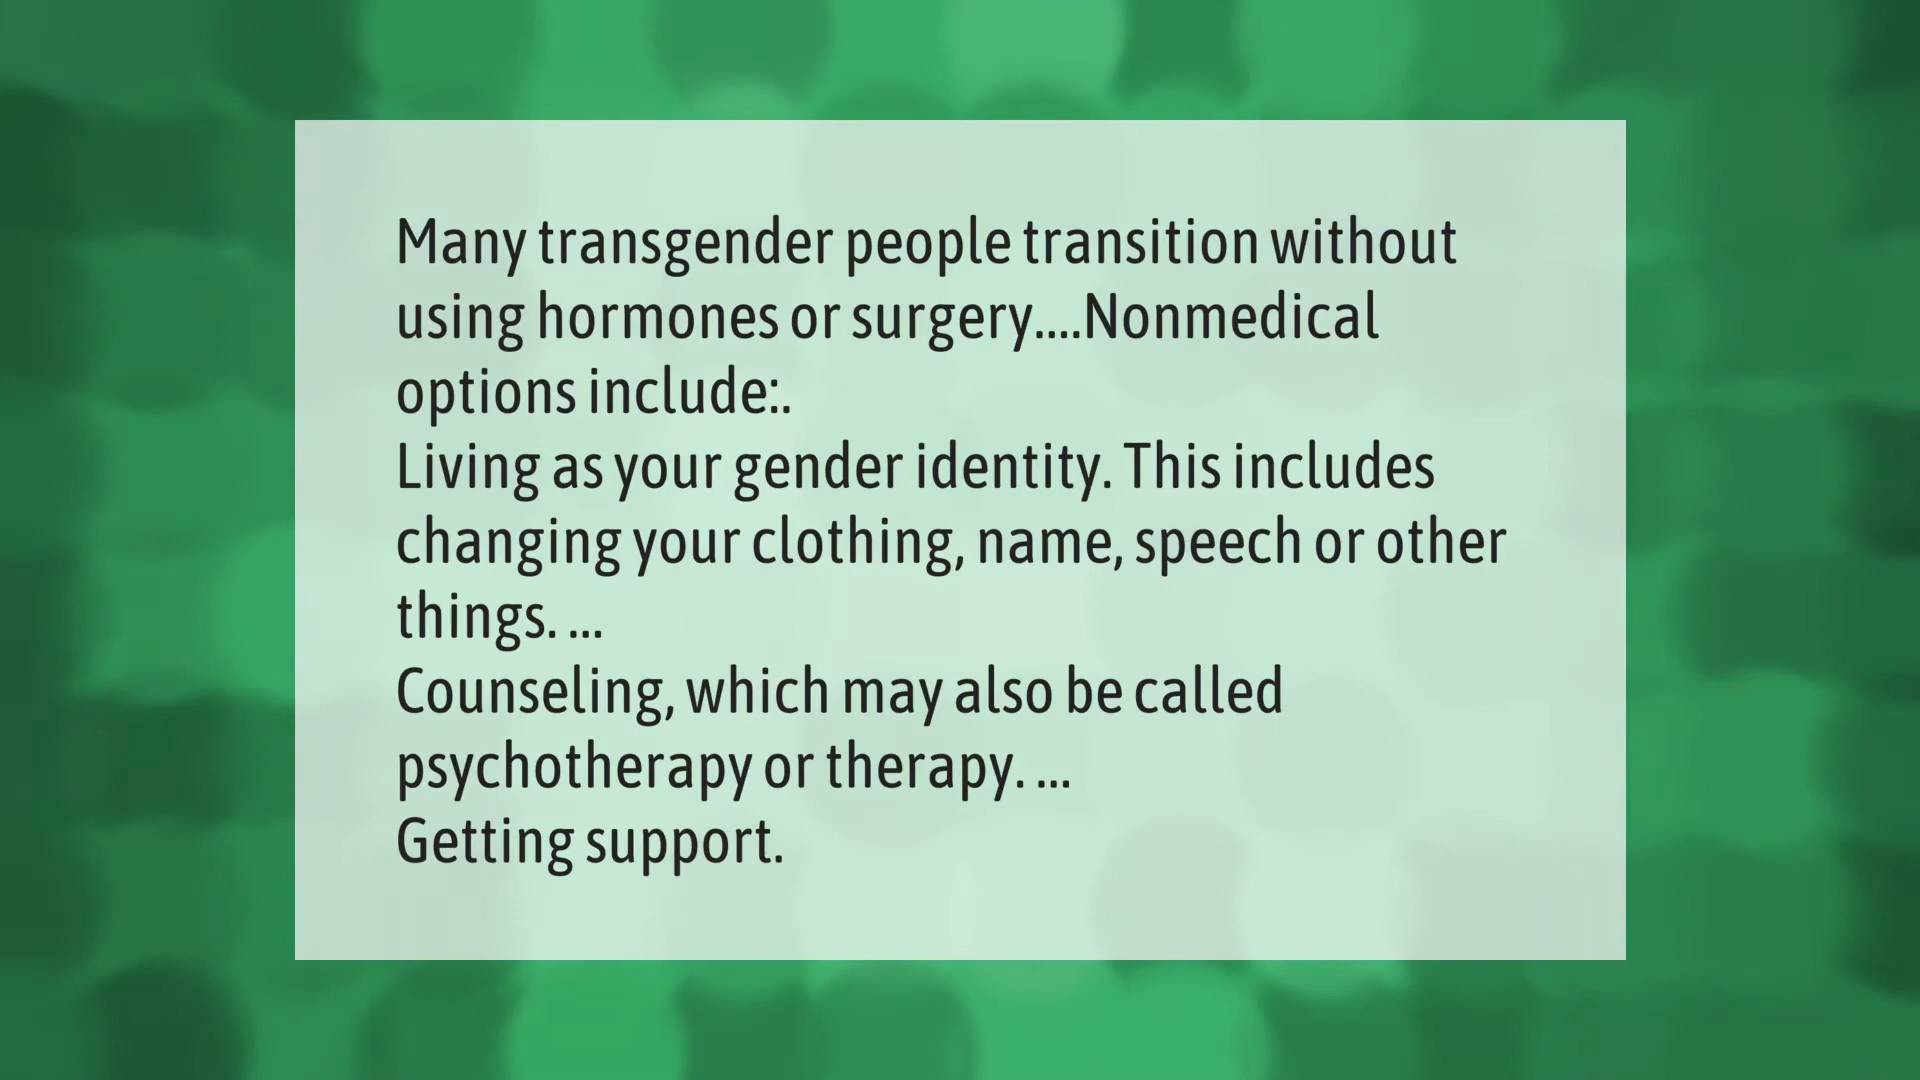 Many transgender people transition without
using hormones or surgery....Nonmedical
options include:.
Living as your gender identity. This includes
changing your clothing, name, speech or other
things. ...
Counseling, which may also be called
psychotherapy or therapy. ...
Getting support.